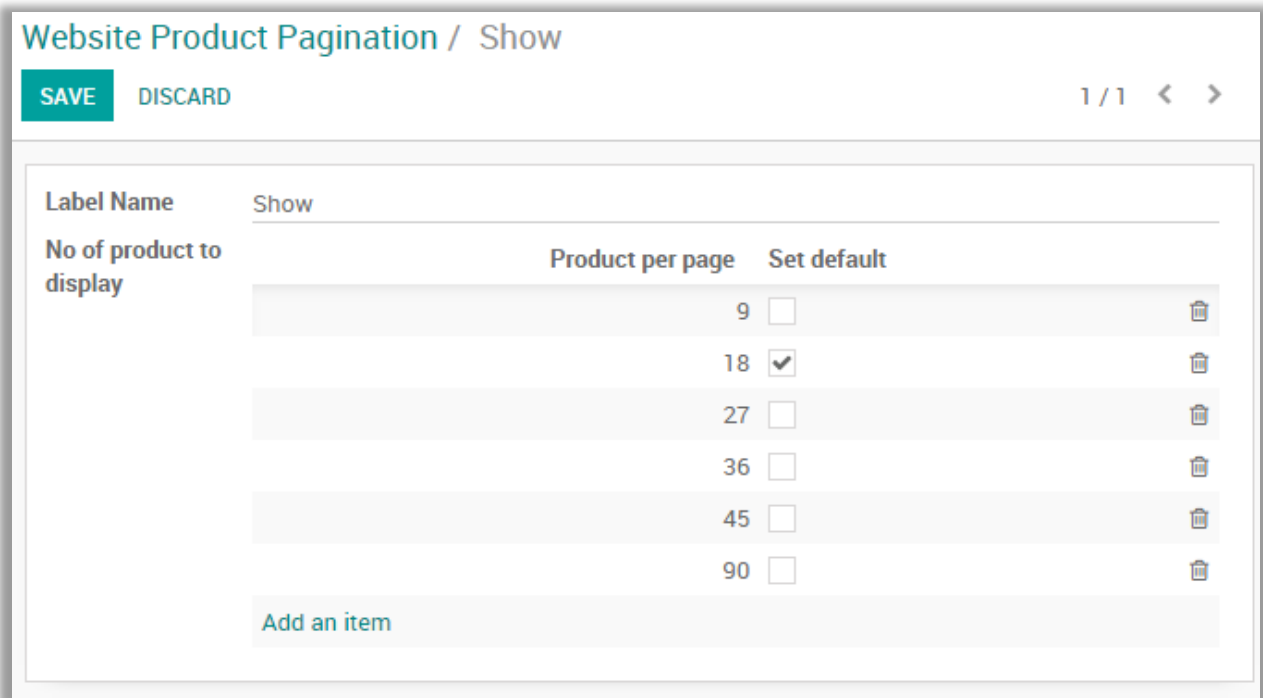 Website Product Pagination / Show
SAVE DISCARD 1 / 1
Label Name Show
No of product to display
Product per page Set default
9
18
27
36
45
90
Add an item